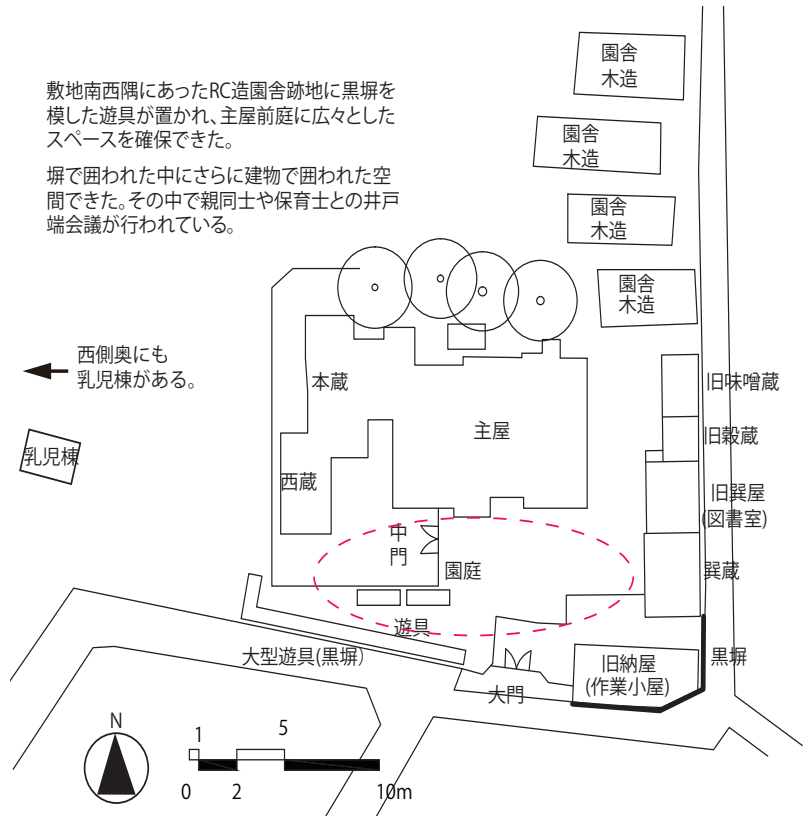 敷地南西隅にあったRC造園舎跡地に黒塀を
模した遊具が置かれ、主屋前庭に広々とした
スペースを確保できた。
塀で囲われた中にさらに建物で囲われた空
間できた。その中で親同士や保育士との井戸
端会議が行われている。
園舎
木造
園舎
木造
園舎
木造
園舎
木造
西側奥にも
乳児棟がある。
乳児棟
本蔵
主屋
西蔵
旧味噌蔵
旧穀蔵
旧巽屋
(図書室)
巽蔵
中
門
園庭
遊具
大型遊具(黒塀)
大門
旧納屋
(作業小屋)
黒塀
N
1
5
0
2
10m